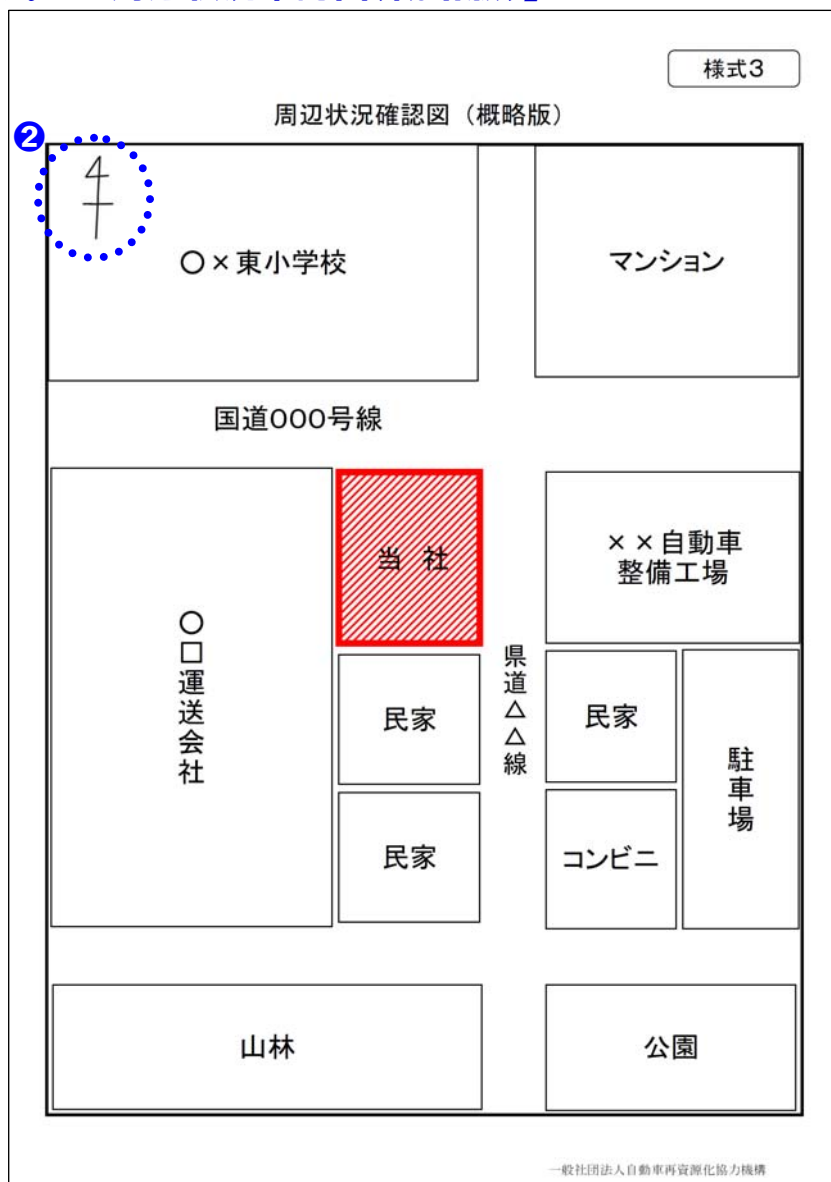 様式3
周辺状況確認図（概略版）
❷
〇×東小学校
マンション
国道000号線
当 社
××自動車
整備工場
〇□運送会社
県道△△線
民家
民家
駐車場
民家
コンビニ
山林
公園
一般社団法人自動車再資源化協力機構